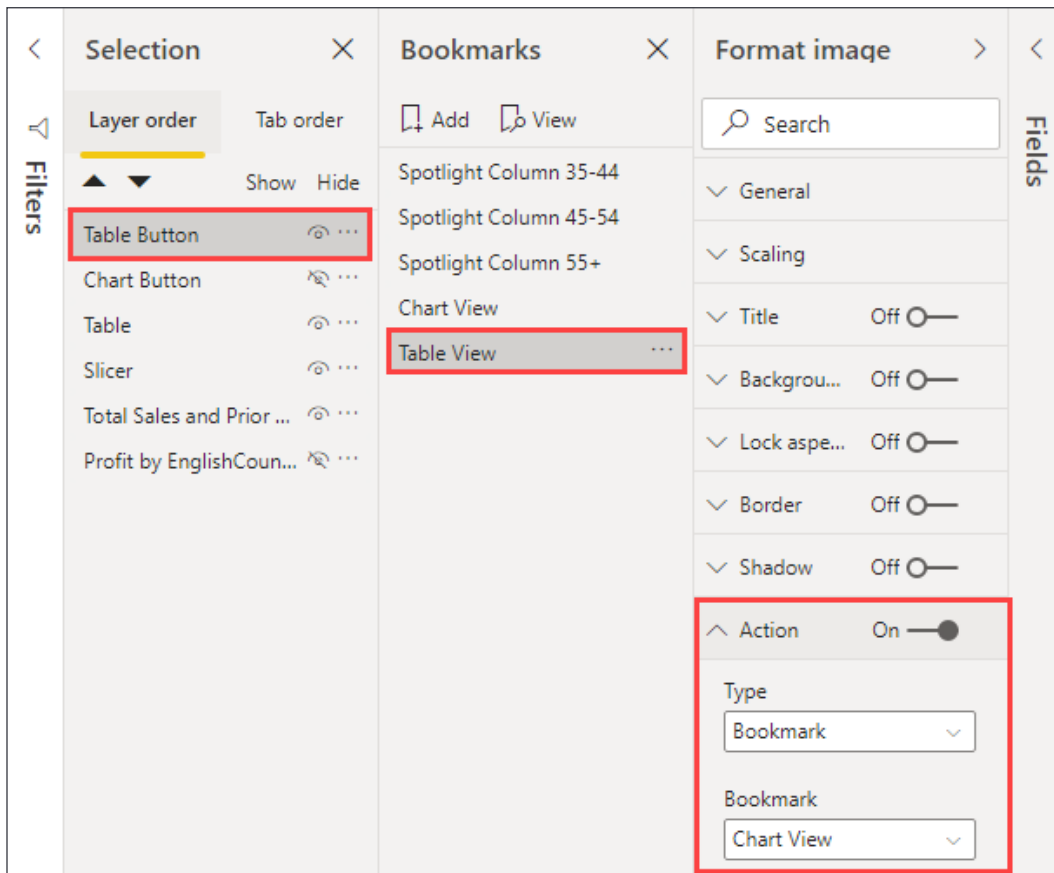 Filters
Selection
Layer order Tab order
Show Hide
Table Button
Chart Button
Table
Slicer
Total Sales and Prior ...
Profit by EnglishCoun...
Bookmarks
Add View
Spotlight Column 35-44
Spotlight Column 45-54
Spotlight Column 55+
Chart View
Table View
Format image
Search
General
Scaling
Title Off
Backgrou... Off
Lock aspe... Off
Border Off
Shadow Off
Action On
Type
Bookmark
Bookmark
Chart View
Fields